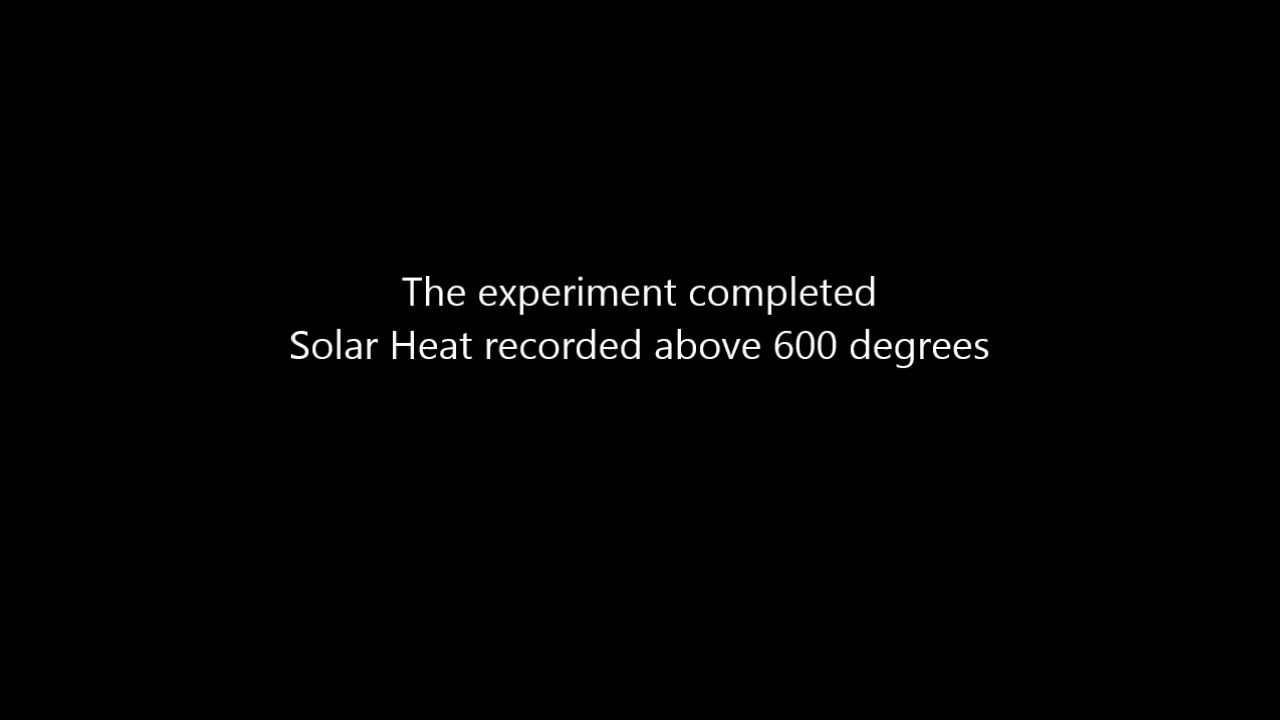 The experiment completed
Solar Heat recorded above 600 degrees